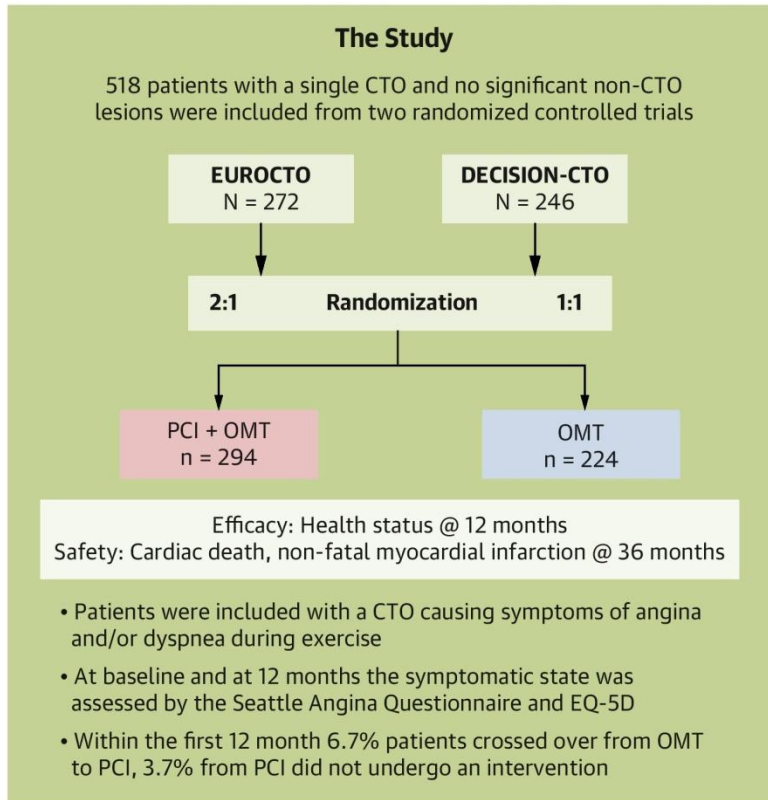 The Study
518 patients with a single CTO and no significant non-CTO
lesions were included from two randomized controlled trials
EUROCTO
N = 272
DECISION-CTO
N = 246
2:1 Randomization 1:1
PCI + OMT
n = 294
OMT
n = 224
Efficacy: Health status @ 12 months
Safety: Cardiac death, non-fatal myocardial infarction @ 36 months
• Patients were included with a CTO causing symptoms of angina
and/or dyspnea during exercise
• At baseline and at 12 months the symptomatic state was
assessed by the Seattle Angina Questionnaire and EQ-5D
• Within the first 12 month 6.7% patients crossed over from OMT
to PCI, 3.7% from PCI did not undergo an intervention